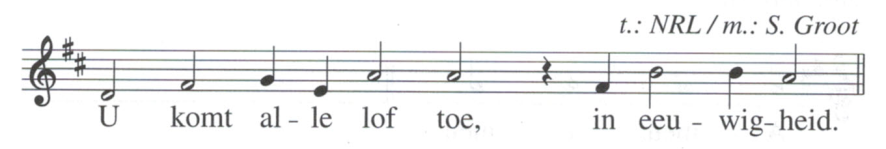 t.: NRL / m.: S. Groot
U komt al - le lof toe, in eeu - wig - heid.